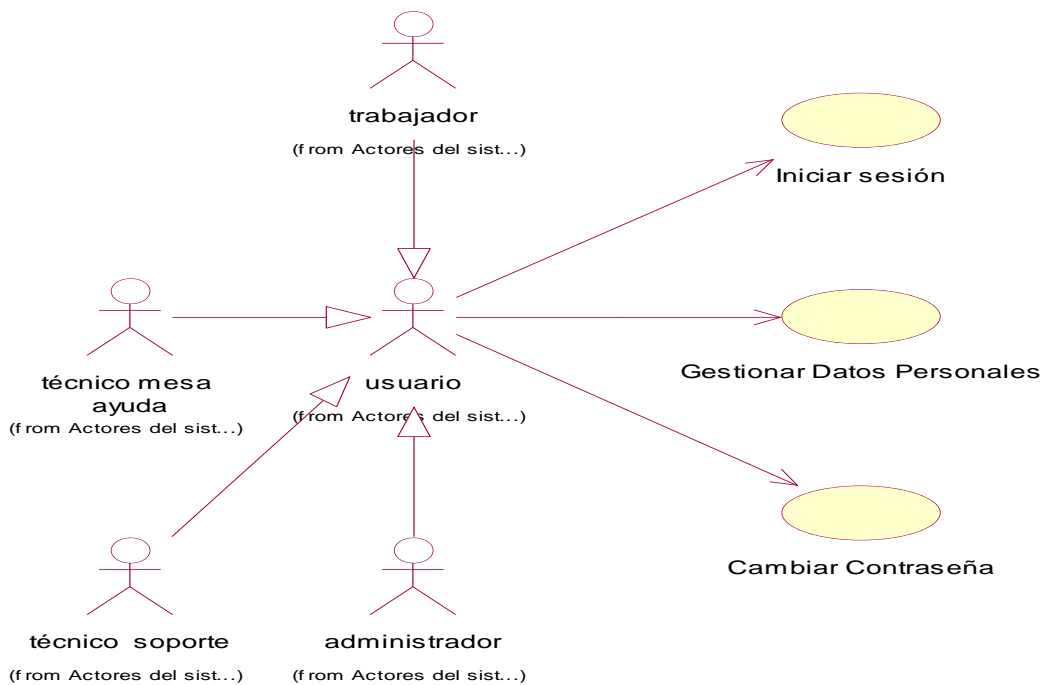 trabajador
(from Actores del sist...)
Iniciar sesión
técnico mesa
ayuda
(from Actores del sist...)
usuario
(from Actores del sist...)
Gestionar Datos Personales
Cambiar Contraseña
técnico soporte
(from Actores del sist...)
administrador
(from Actores del sist...)